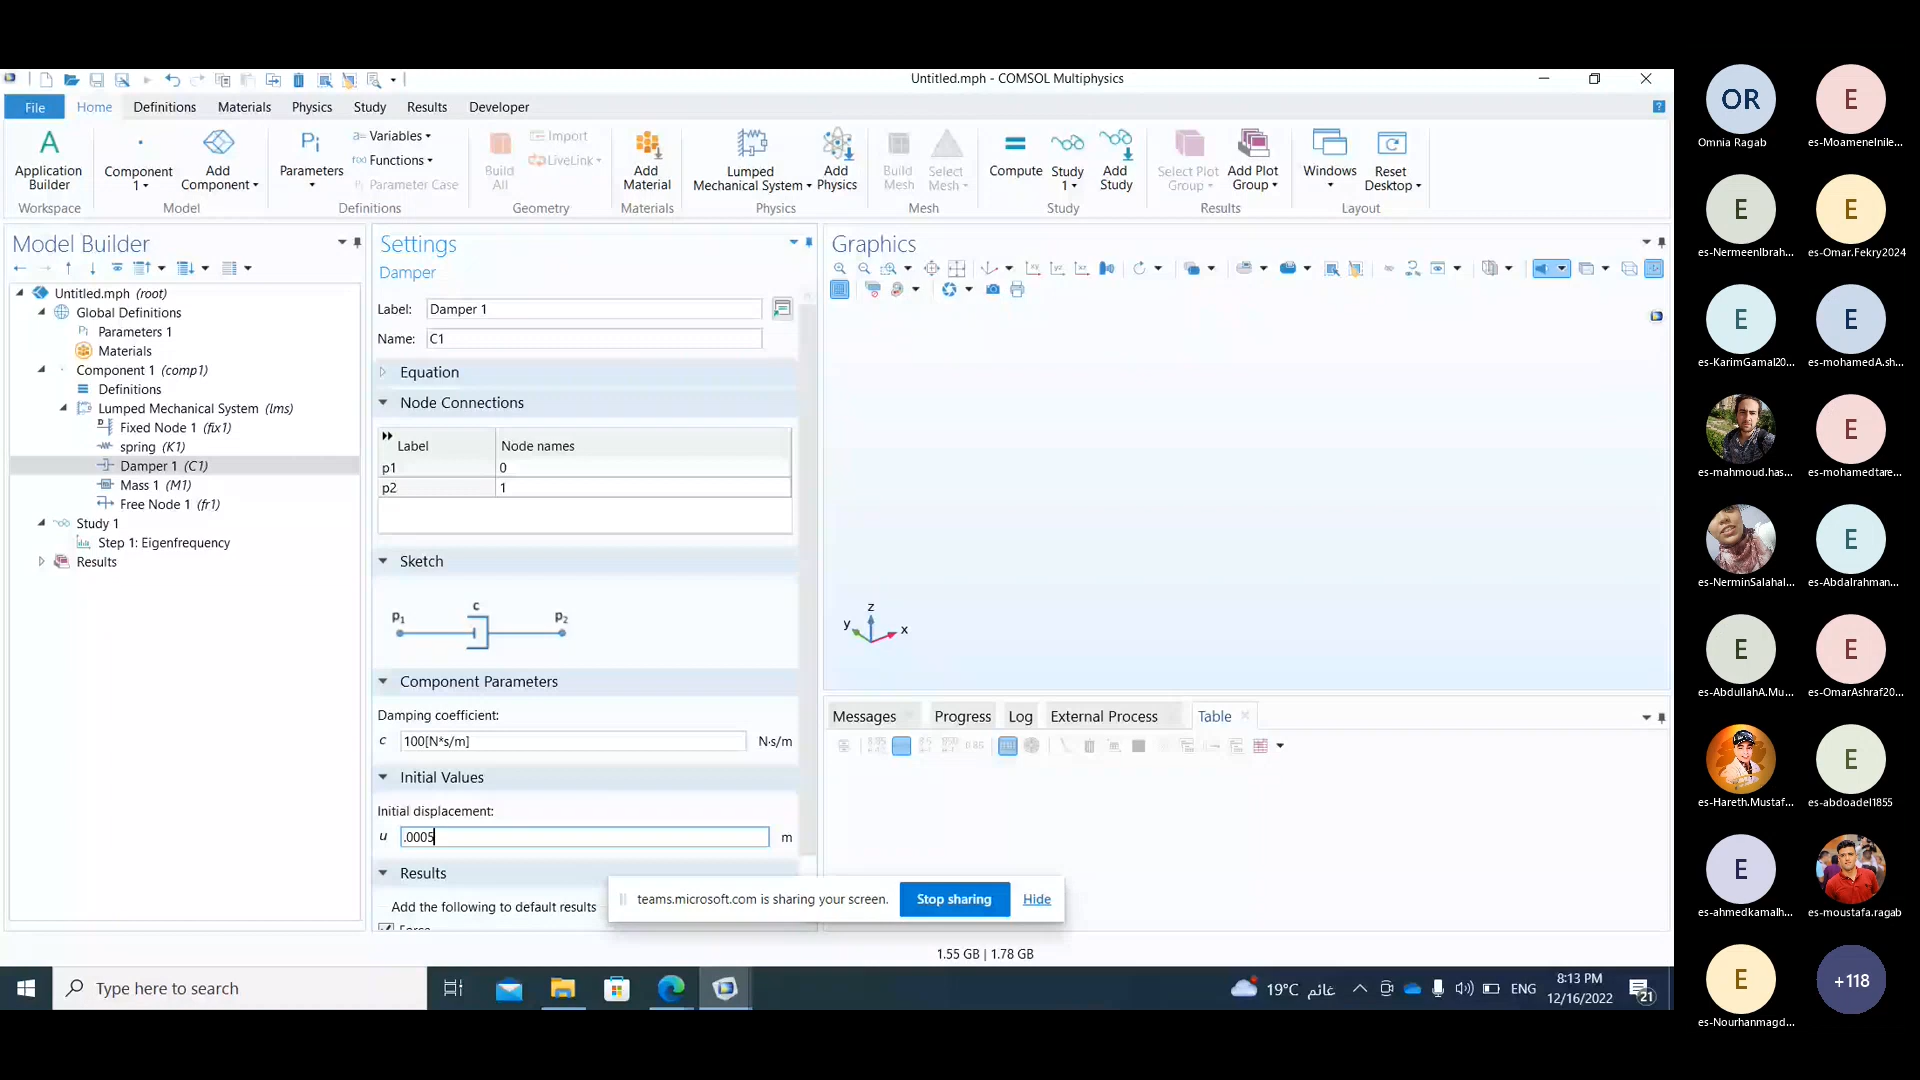 Untitled.mph - COMSOL Multiphysics
File Home Definitions Materials Physics Study Results Developer
A
Application Builder
Workspace
Component 1
Add Component
Model
Pi
Parameters
a= Variables
f(x) Functions
Parameter Case
Definitions
Build All
Import
LiveLink
Geometry
Add Material
Materials
Lumped Mechanical System
Add Physics
Physics
Build Mesh
Select Mesh
Mesh
Compute
Study 1
Add Study
Study
Select Plot Group
Add Plot Group
Results
Windows
Reset Desktop
Layout
Model Builder
Untitled.mph (root)
Global Definitions
Pi Parameters 1
Materials
Component 1 (comp1)
Definitions
Lumped Mechanical System (lms)
Fixed Node 1 (fix1)
spring (K1)
Damper 1 (C1)
Mass 1 (M1)
Free Node 1 (fr1)
Study 1
Step 1: Eigenfrequency
Results
Settings
Damper
Label: Damper 1
Name: C1
Equation
Node Connections
Label Node names
p1 0
p2 1
Sketch
c
p1 p2
Component Parameters
Damping coefficient:
c 100[N*s/m] N·s/m
Initial Values
Initial displacement:
u .0005 m
Results
Add the following to default results
Force
Graphics
z
y
x
Messages Progress Log External Process Table
teams.microsoft.com is sharing your screen. Stop sharing Hide
1.55 GB | 1.78 GB
Type here to search
19°C غائم
ENG
8:13 PM
12/16/2022
21
OR
Omnia Ragab
E
es-Moamenelnile...
E
es-NermeenIbrah...
E
es-Omar.Fekry2024
E
es-KarimGamal20...
E
es-mohamedA.sh...
es-mahmoud.has...
E
es-mohamedtare...
es-NerminSalahal...
E
es-Abdalrahman...
E
es-AbdullahA.Mu...
E
es-OmarAshraf20...
es-Hareth.Mustaf...
E
es-abdoadel1855
E
es-ahmedkamalh...
es-moustafa.ragab
E
es-Nourhanmagd...
+118